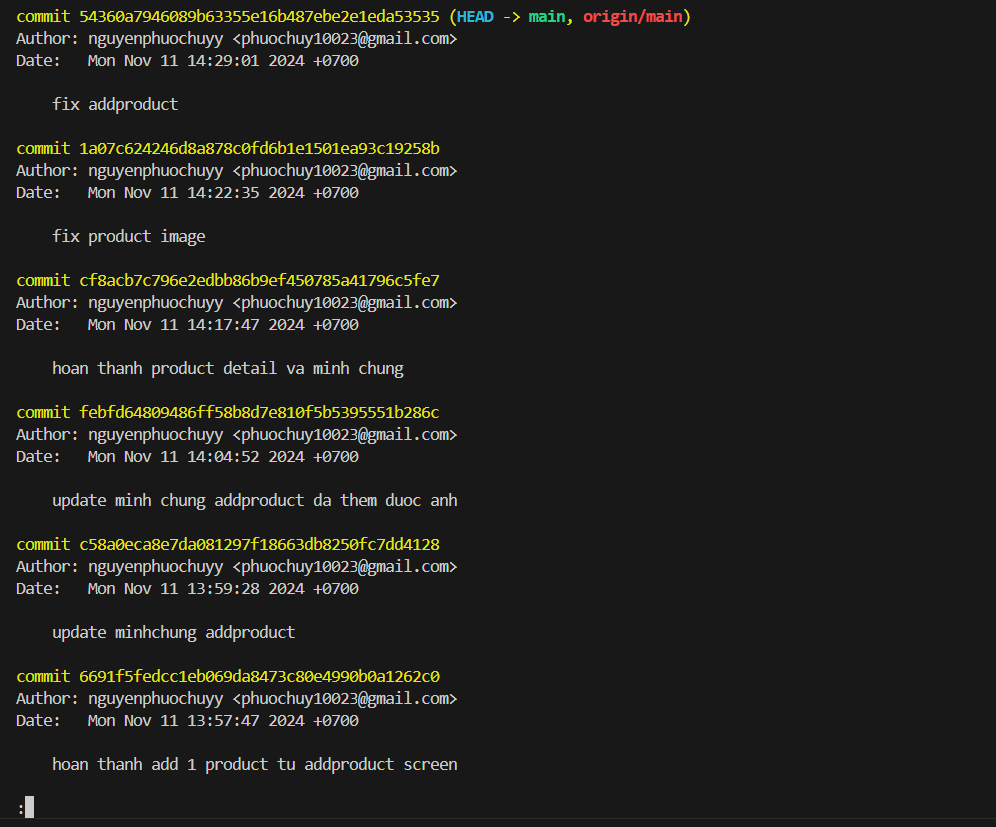 commit 54360a7946089b63355e16b487ebe2e1eda53535 (HEAD -> main, origin/main)
Author: nguyenphuochuyy <phuochuy10023@gmail.com>
Date:   Mon Nov 11 14:29:01 2024 +0700
fix addproduct
commit 1a07c624246d8a878c0fd6b1e1501ea93c19258b
Author: nguyenphuochuyy <phuochuy10023@gmail.com>
Date:   Mon Nov 11 14:22:35 2024 +0700
fix product image
commit cf8acb7c796e2edbb86b9ef450785a41796c5fe7
Author: nguyenphuochuyy <phuochuy10023@gmail.com>
Date:   Mon Nov 11 14:17:47 2024 +0700
hoan thanh product detail va minh chung
commit febfd64809486ff58b8d7e810f5b5395551b286c
Author: nguyenphuochuyy <phuochuy10023@gmail.com>
Date:   Mon Nov 11 14:04:52 2024 +0700
update minh chung addproduct da them duoc anh
commit c58a0eca8e7da081297f18663db8250fc7dd4128
Author: nguyenphuochuyy <phuochuy10023@gmail.com>
Date:   Mon Nov 11 13:59:28 2024 +0700
update minhchung addproduct
commit 6691f5fedcc1eb069da8473c80e4990b0a1262c0
Author: nguyenphuochuyy <phuochuy10023@gmail.com>
Date:   Mon Nov 11 13:57:47 2024 +0700
hoan thanh add 1 product tu addproduct screen
: